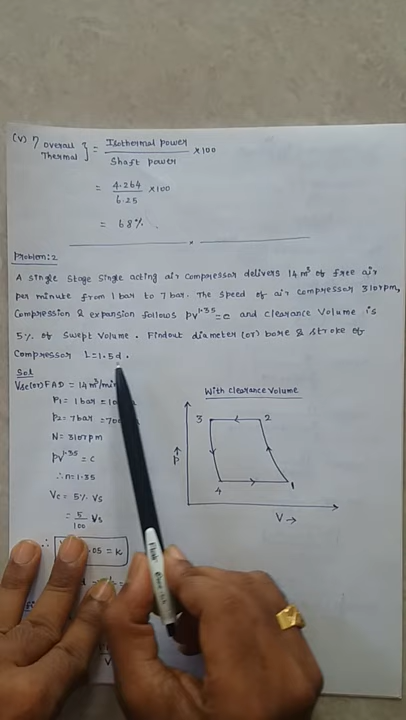 (V) η overall Thermal } = Isothermal power / Shaft power ×100
= 4.264 / 6.25 ×100
= 68%
Problem:2
A single stage single acting air compressor delivers 14 m³ of free air
per minute from 1 bar to 7 bar. The speed of air compressor 310 rpm,
Compression & expansion follows PV^1.35=c and clearance Volume is
5% of swept Volume. Findout diameter (or) bore & stroke of
Compressor L=1.5d.
Sol
With clearance Volume
(or) FAD = 14 m³/min
P1 = 1 bar
P2 = 7 bar
N = 310 rpm
PV^1.35 = C
∴ n = 1.35
Vc = 5% Vs
= 5/100 Vs
∴ .05 = K
3 2
↑P
4 1
V →